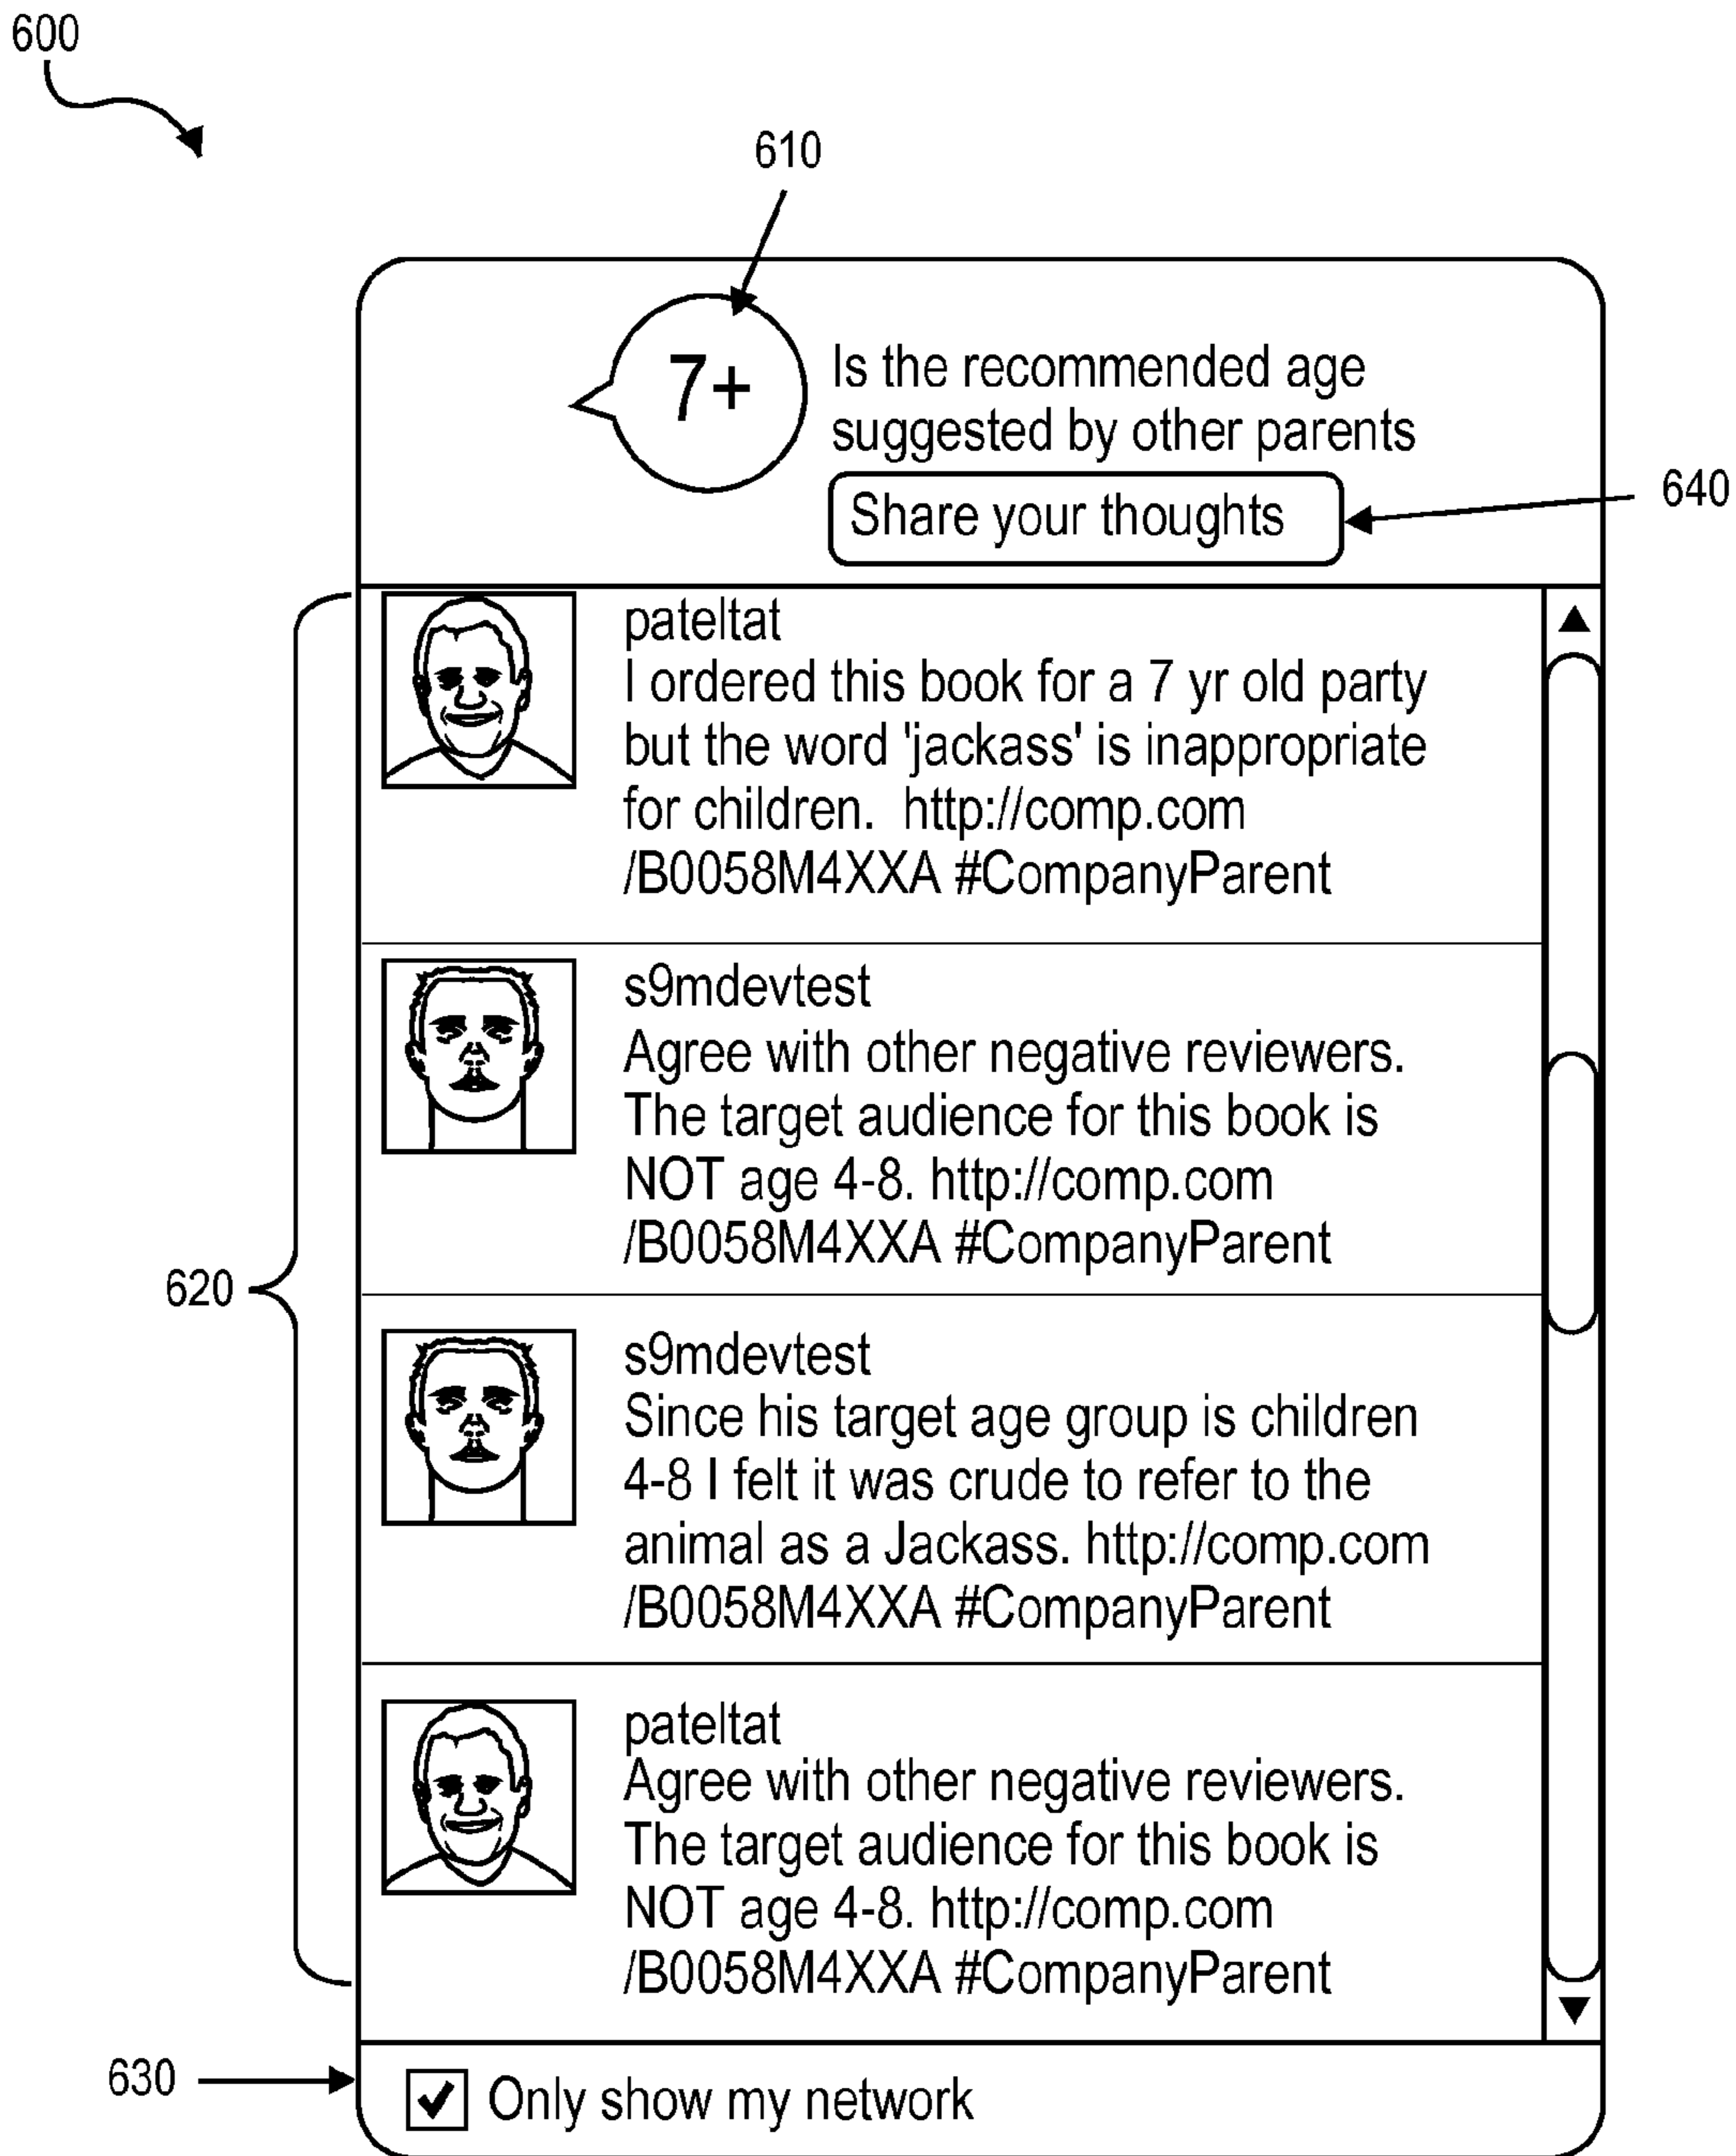 600
610
7+
Is the recommended age
suggested by other parents
Share your thoughts
640
pateltat
I ordered this book for a 7 yr old party
but the word 'jackass' is inappropriate
for children.  http://comp.com
/B0058M4XXA #CompanyParent
s9mdevtest
Agree with other negative reviewers.
The target audience for this book is
NOT age 4-8. http://comp.com
/B0058M4XXA #CompanyParent
620
s9mdevtest
Since his target age group is children
4-8 I felt it was crude to refer to the
animal as a Jackass. http://comp.com
/B0058M4XXA #CompanyParent
pateltat
Agree with other negative reviewers.
The target audience for this book is
NOT age 4-8. http://comp.com
/B0058M4XXA #CompanyParent
630
Only show my network